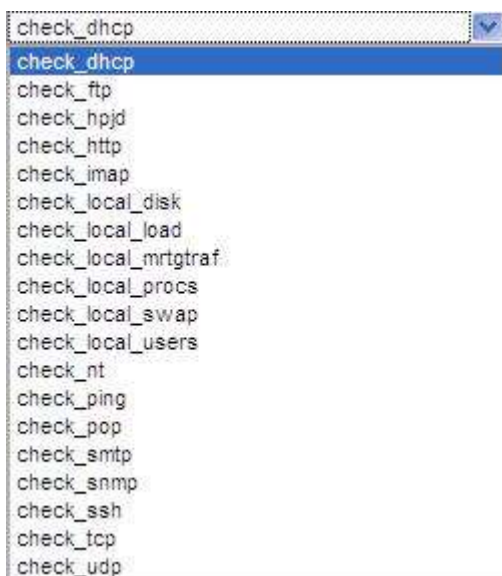 check_dhcp
check_dhcp
check_ftp
check_hpjd
check_http
check_imap
check_local_disk
check_local_load
check_local_mrtgtraf
check_local_procs
check_local_swap
check_local_users
check_nt
check_ping
check_pop
check_smtp
check_snmp
check_ssh
check_tcp
check_udp